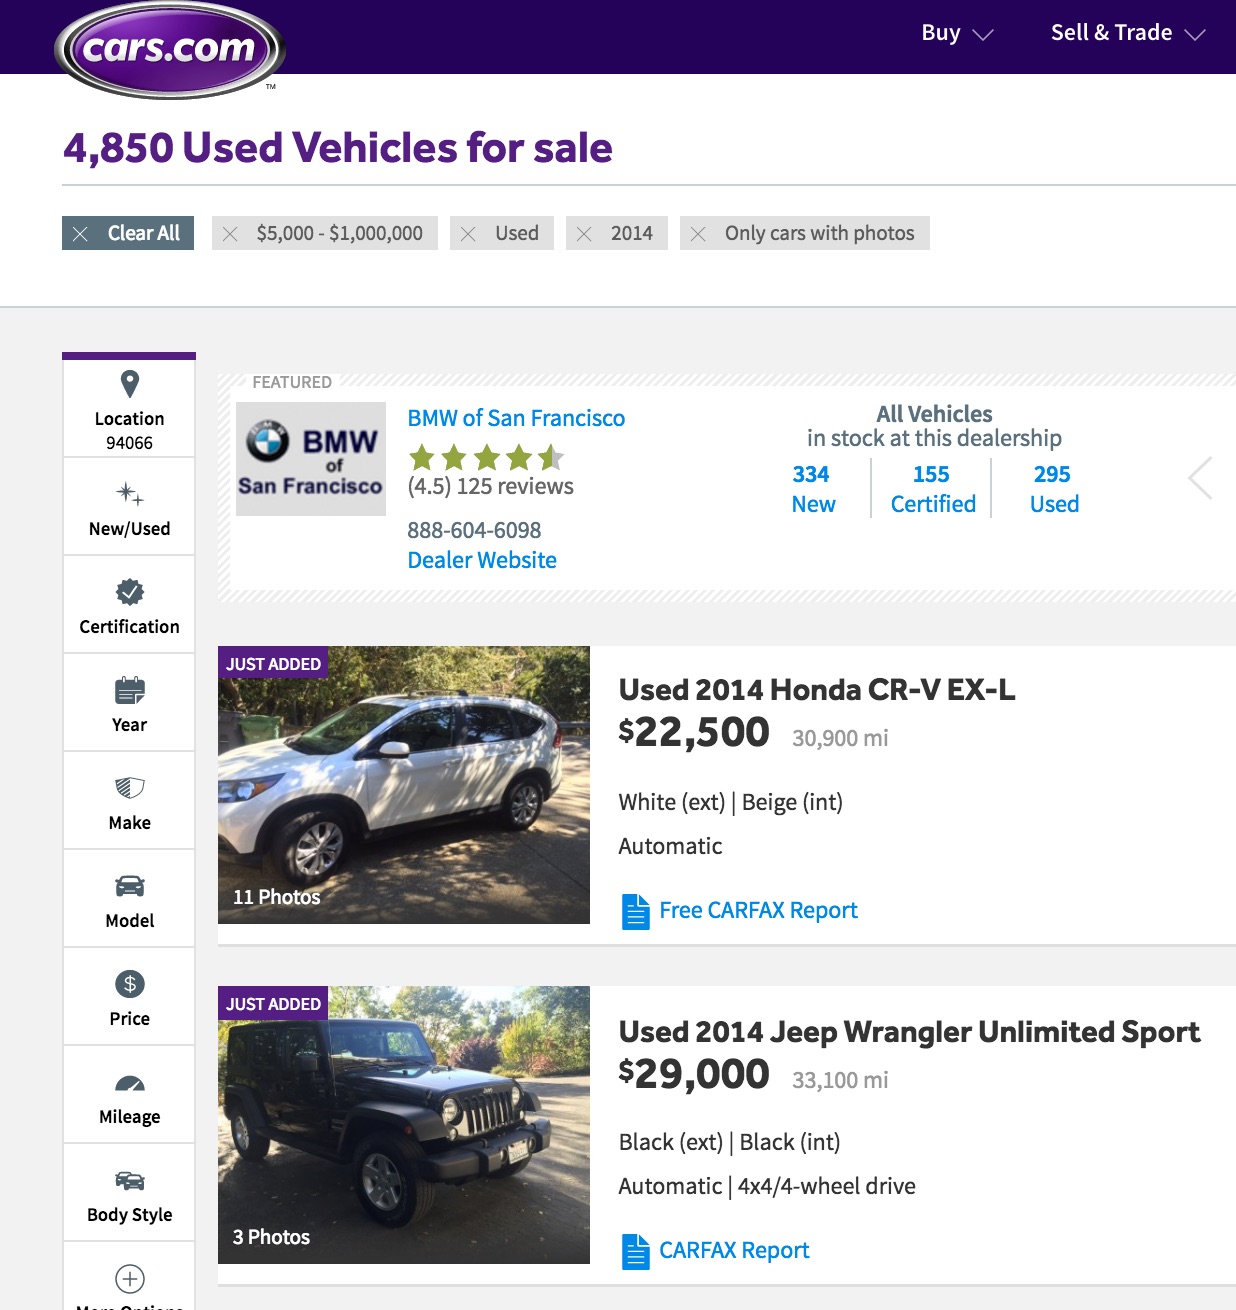 cars.com
TM
Buy
Sell & Trade
4,850 Used Vehicles for sale
Clear All
$5,000 - $1,000,000
Used
2014
Only cars with photos
Location
94066
New/Used
Certification
Year
Make
Model
Price
Mileage
Body Style
More Options
FEATURED
BMW
of
San Francisco
BMW of San Francisco
(4.5) 125 reviews
888-604-6098
Dealer Website
All Vehicles
in stock at this dealership
334
New
155
Certified
295
Used
JUST ADDED
11 Photos
Used 2014 Honda CR-V EX-L
$22,500 30,900 mi
White (ext) | Beige (int)
Automatic
Free CARFAX Report
JUST ADDED
3 Photos
Used 2014 Jeep Wrangler Unlimited Sport
$29,000 33,100 mi
Black (ext) | Black (int)
Automatic | 4x4/4-wheel drive
CARFAX Report